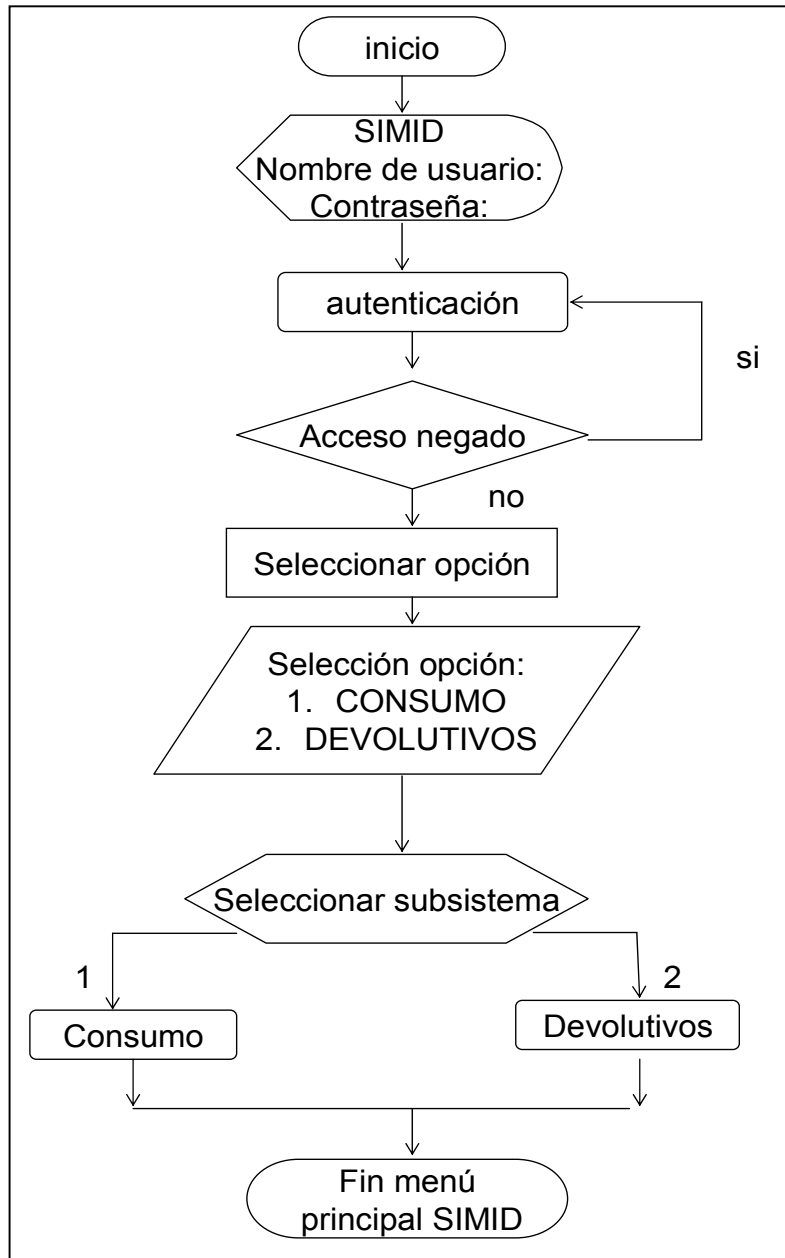 inicio
SIMID
Nombre de usuario:
Contraseña:
autenticación
si
Acceso negado
no
Seleccionar opción
Selección opción:
1. CONSUMO
2. DEVOLUTIVOS
Seleccionar subsistema
1
2
Consumo
Devolutivos
Fin menú
principal SIMID